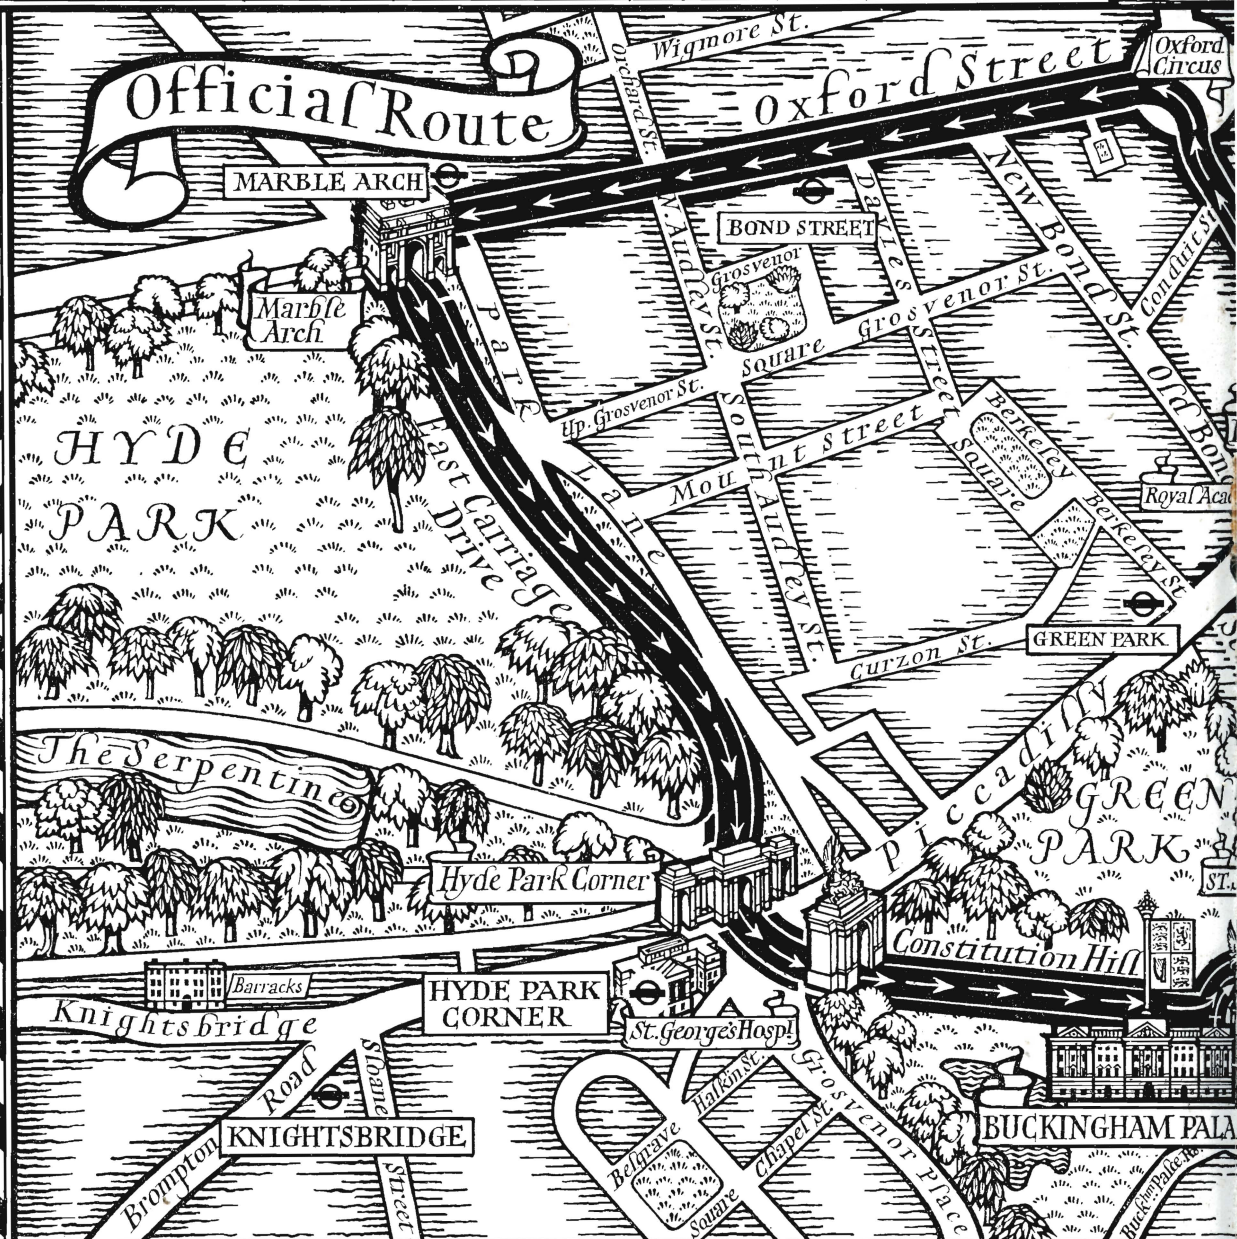 Official Route
Orchard St.
Wigmore St.
Oxford Street
Oxford
Circus
MARBLE ARCH
BOND STREET
Marble
Arch
Park
Lane
N. Audley St.
Davies
Street
New Bond St.
Conduit St
Grosvenor
Square
Grosvenor St.
Up. Grosvenor St.
Mount Street
South Audley St.
Berkeley
Square
Berkeley St
Old Bon
HYDE
PARK
East Carriage
Drive
GREEN PARK
Curzon St.
Piccadilly
The Serpentine
GREEN
PARK
ST.
Hyde Park Corner
Constitution Hill
Barracks
Knightsbridge
HYDE PARK
CORNER
St. George's Hospl
Sloane
Street
Brompton Road
KNIGHTSBRIDGE
Halkin St.
Chapel St.
Belgrave
Square
Grosvenor Place
BUCKINGHAM PALA